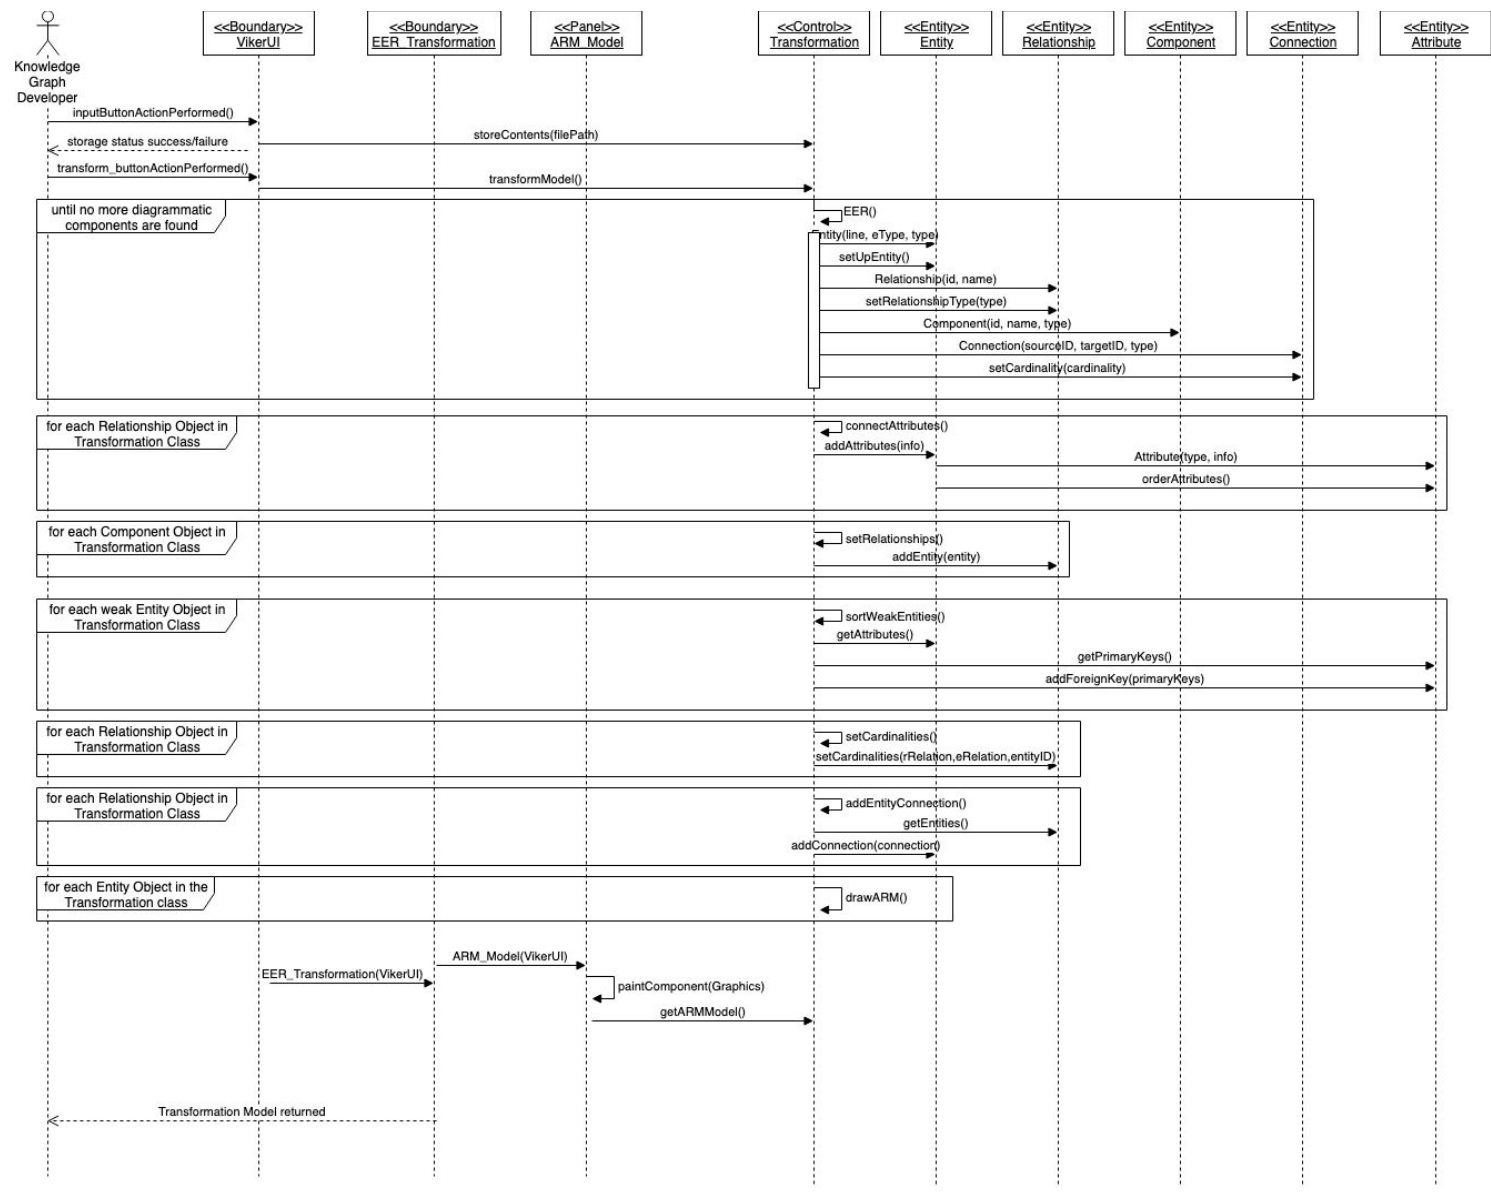 <<Boundary>>
VikerUI
<<Boundary>>
EER_Transformation
<<Panel>>
ARM_Model
<<Control>>
Transformation
<<Entity>>
Entity
<<Entity>>
Relationship
<<Entity>>
Component
<<Entity>>
Connection
<<Entity>>
Attribute
Knowledge
Graph
Developer
inputButtonActionPerformed()
storeContents(filePath)
storage status success/failure
transform_buttonActionPerformed()
transformModel()
until no more diagrammatic
components are found
EER()
Entity(line, eType, type)
setUpEntity()
Relationship(id, name)
setRelationshipType(type)
Component(id, name, type)
Connection(sourceID, targetID, type)
setCardinality(cardinality)
for each Relationship Object in
Transformation Class
connectAttributes()
addAttributes(info)
Attribute(type, info)
orderAttributes()
for each Component Object in
Transformation Class
setRelationships()
addEntity(entity)
for each weak Entity Object in
Transformation Class
sortWeakEntities()
getAttributes()
getPrimaryKeys()
addForeignKey(primaryKeys)
for each Relationship Object in
Transformation Class
setCardinalities()
setCardinalities(rRelation,eRelation,entityID)
for each Relationship Object in
Transformation Class
addEntityConnection()
getEntities()
addConnection(connection)
for each Entity Object in the
Transformation class
drawARM()
ARM_Model(VikerUI)
EER_Transformation(VikerUI)
paintComponent(Graphics)
getARMModel()
Transformation Model returned